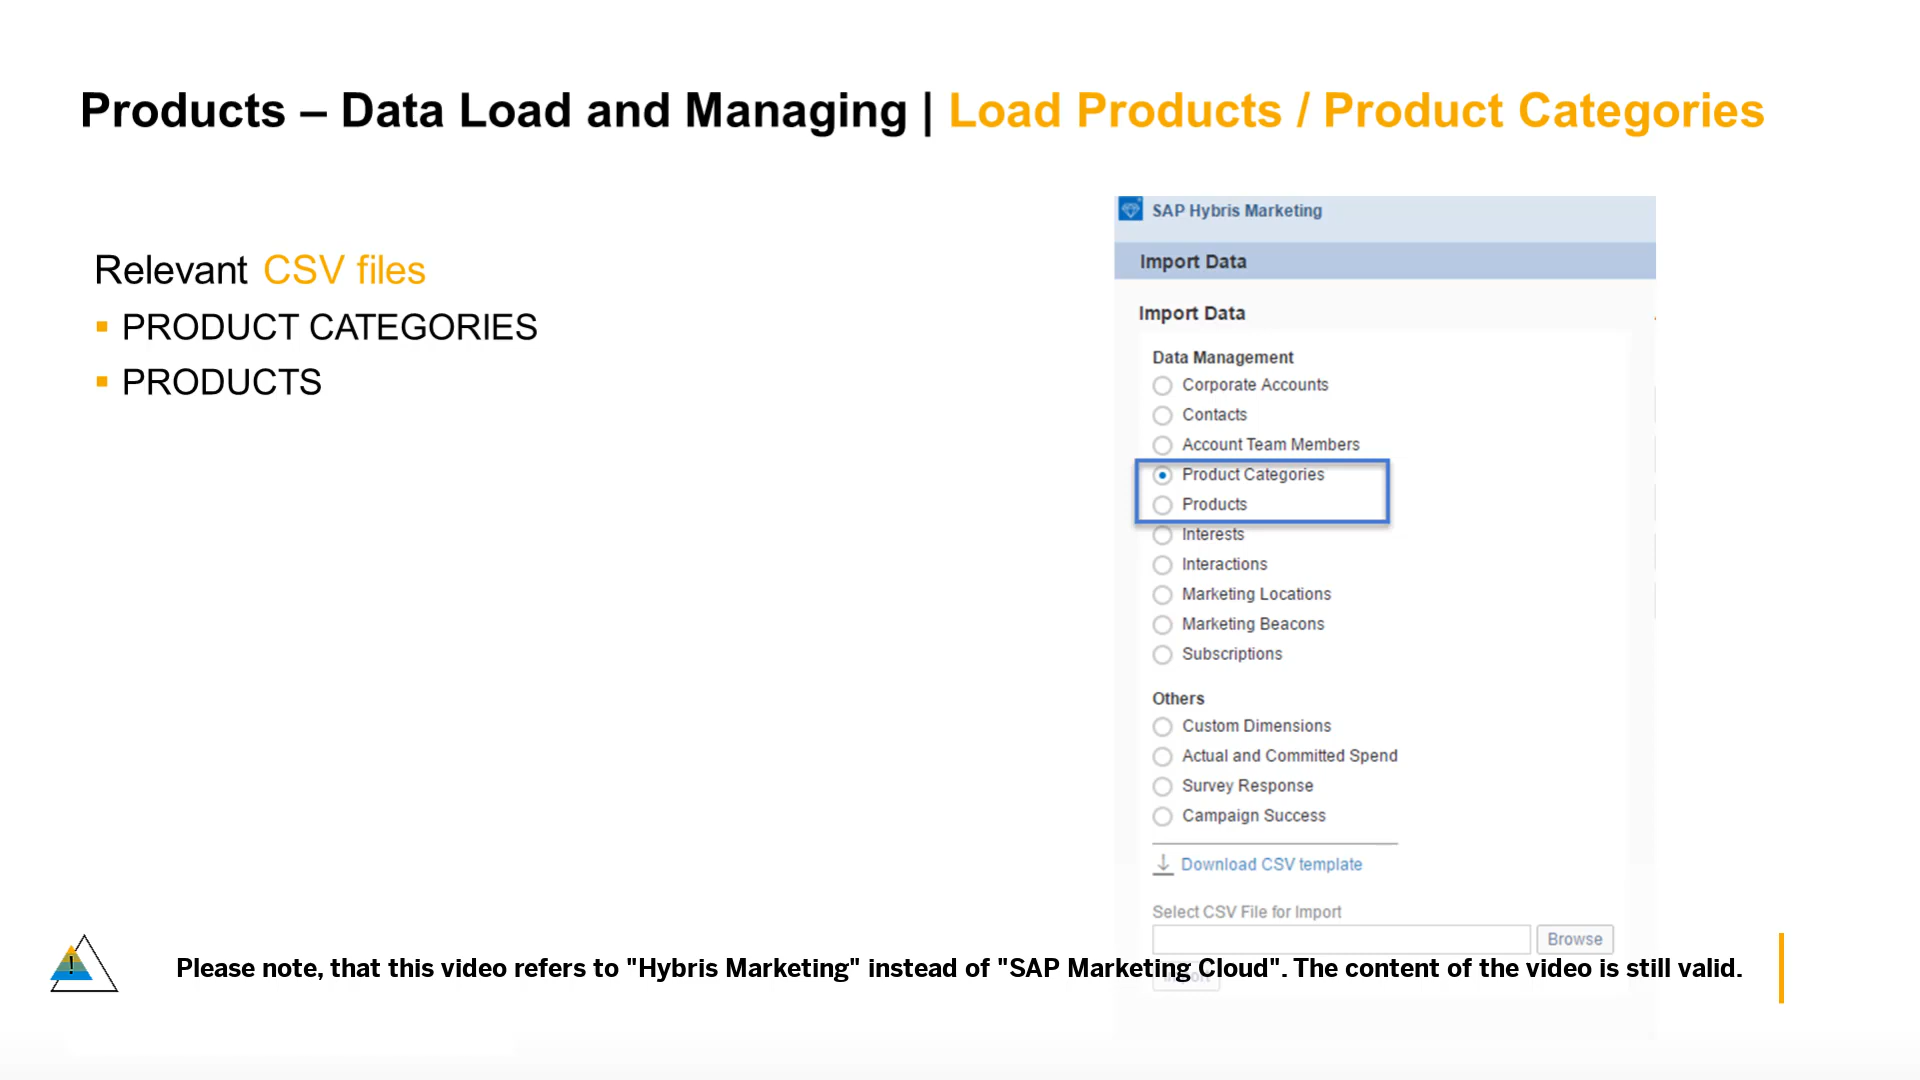 Products – Data Load and Managing | Load Products / Product Categories
Relevant CSV files
▪ PRODUCT CATEGORIES
▪ PRODUCTS
SAP Hybris Marketing
Import Data
Import Data
Data Management
Corporate Accounts
Contacts
Account Team Members
Product Categories
Products
Interests
Interactions
Marketing Locations
Marketing Beacons
Subscriptions
Others
Custom Dimensions
Actual and Committed Spend
Survey Response
Campaign Success
Download CSV template
Select CSV File for Import
Browse
!
Please note, that this video refers to "Hybris Marketing" instead of "SAP Marketing Cloud". The content of the video is still valid.